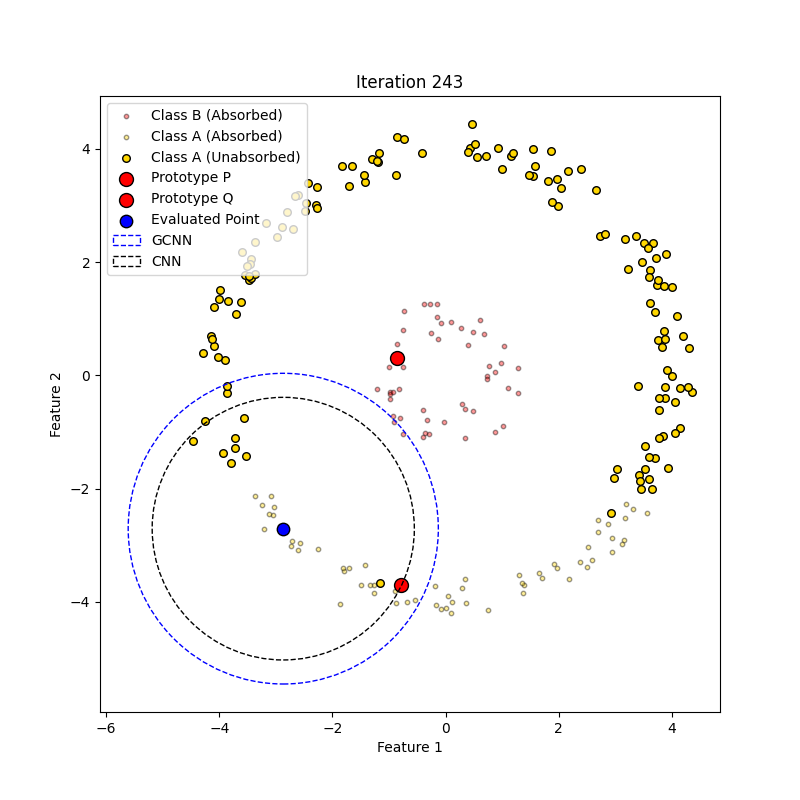 Iteration 243
Class B (Absorbed)
Class A (Absorbed)
Class A (Unabsorbed)
Prototype P
Prototype Q
Evaluated Point
GCNN
CNN
Feature 2
4
2
0
−2
−4
−6
−4
−2
0
2
4
Feature 1